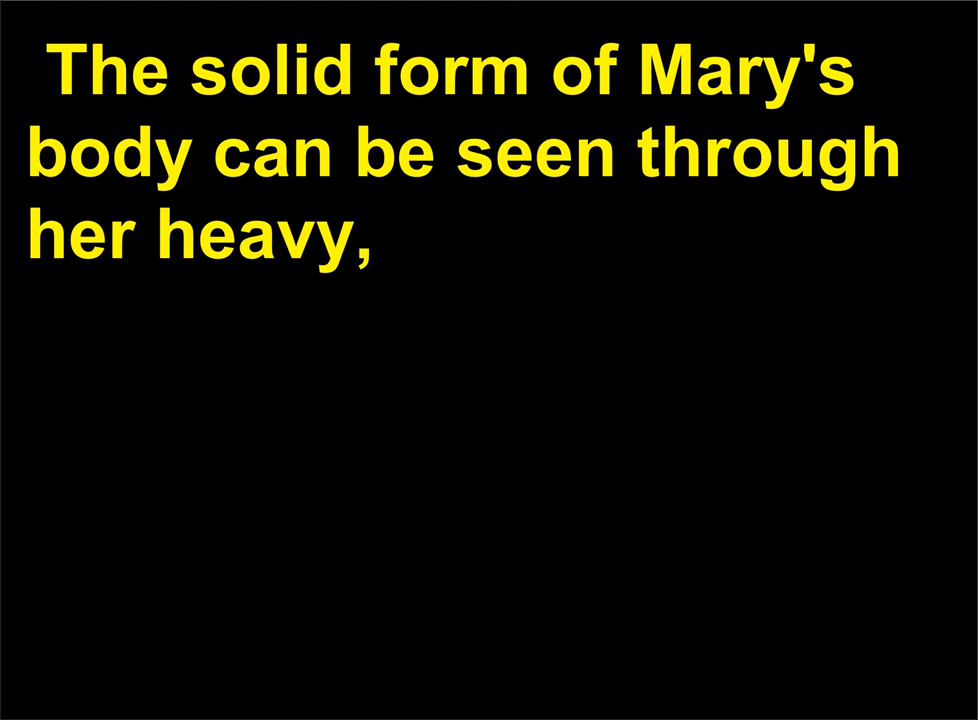 The solid form of Mary's
body can be seen through
her heavy,